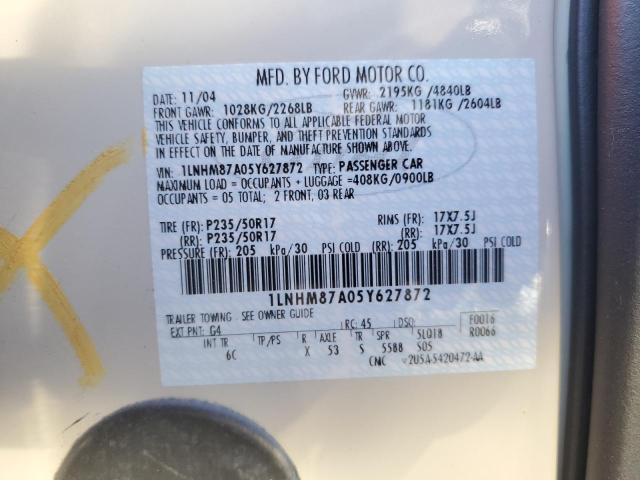 MFD. BY FORD MOTOR CO.
DATE: 11/04 GVWR: 2195KG /4840LB
FRONT GAWR: 1028KG/2268LB REAR GAWR: 1181KG /2604LB
THIS VEHICLE CONFORMS TO ALL APPLICABLE FEDERAL MOTOR
VEHICLE SAFETY, BUMPER, AND THEFT PREVENTION STANDARDS
IN EFFECT ON THE DATE OF MANUFACTURE SHOWN ABOVE.
VIN: 1LNHM87A05Y627872 TYPE: PASSENGER CAR
MAXIMUM LOAD = OCCUPANTS + LUGGAGE =408KG/0900LB
OCCUPANTS = 05 TOTAL; 2 FRONT, 03 REAR
TIRE (FR): P235/50R17 RIMS (FR): 17X7.5J
(RR): P235/50R17 (RR): 17X7.5J
PRESSURE (FR): 205 kPa/30 PSI COLD (RR): 205 kPa/30 PSI COLD
1LNHM87A05Y627872
TRAILER TOWING SEE OWNER GUIDE
EXT PNT: G4 RC: 45 DSO: F0016
INT TR TP/PS R AXLE TR SPR 5LQ18 R0066
6C X 53 S 5588 S05
CMC 2U5A-5420472-AA